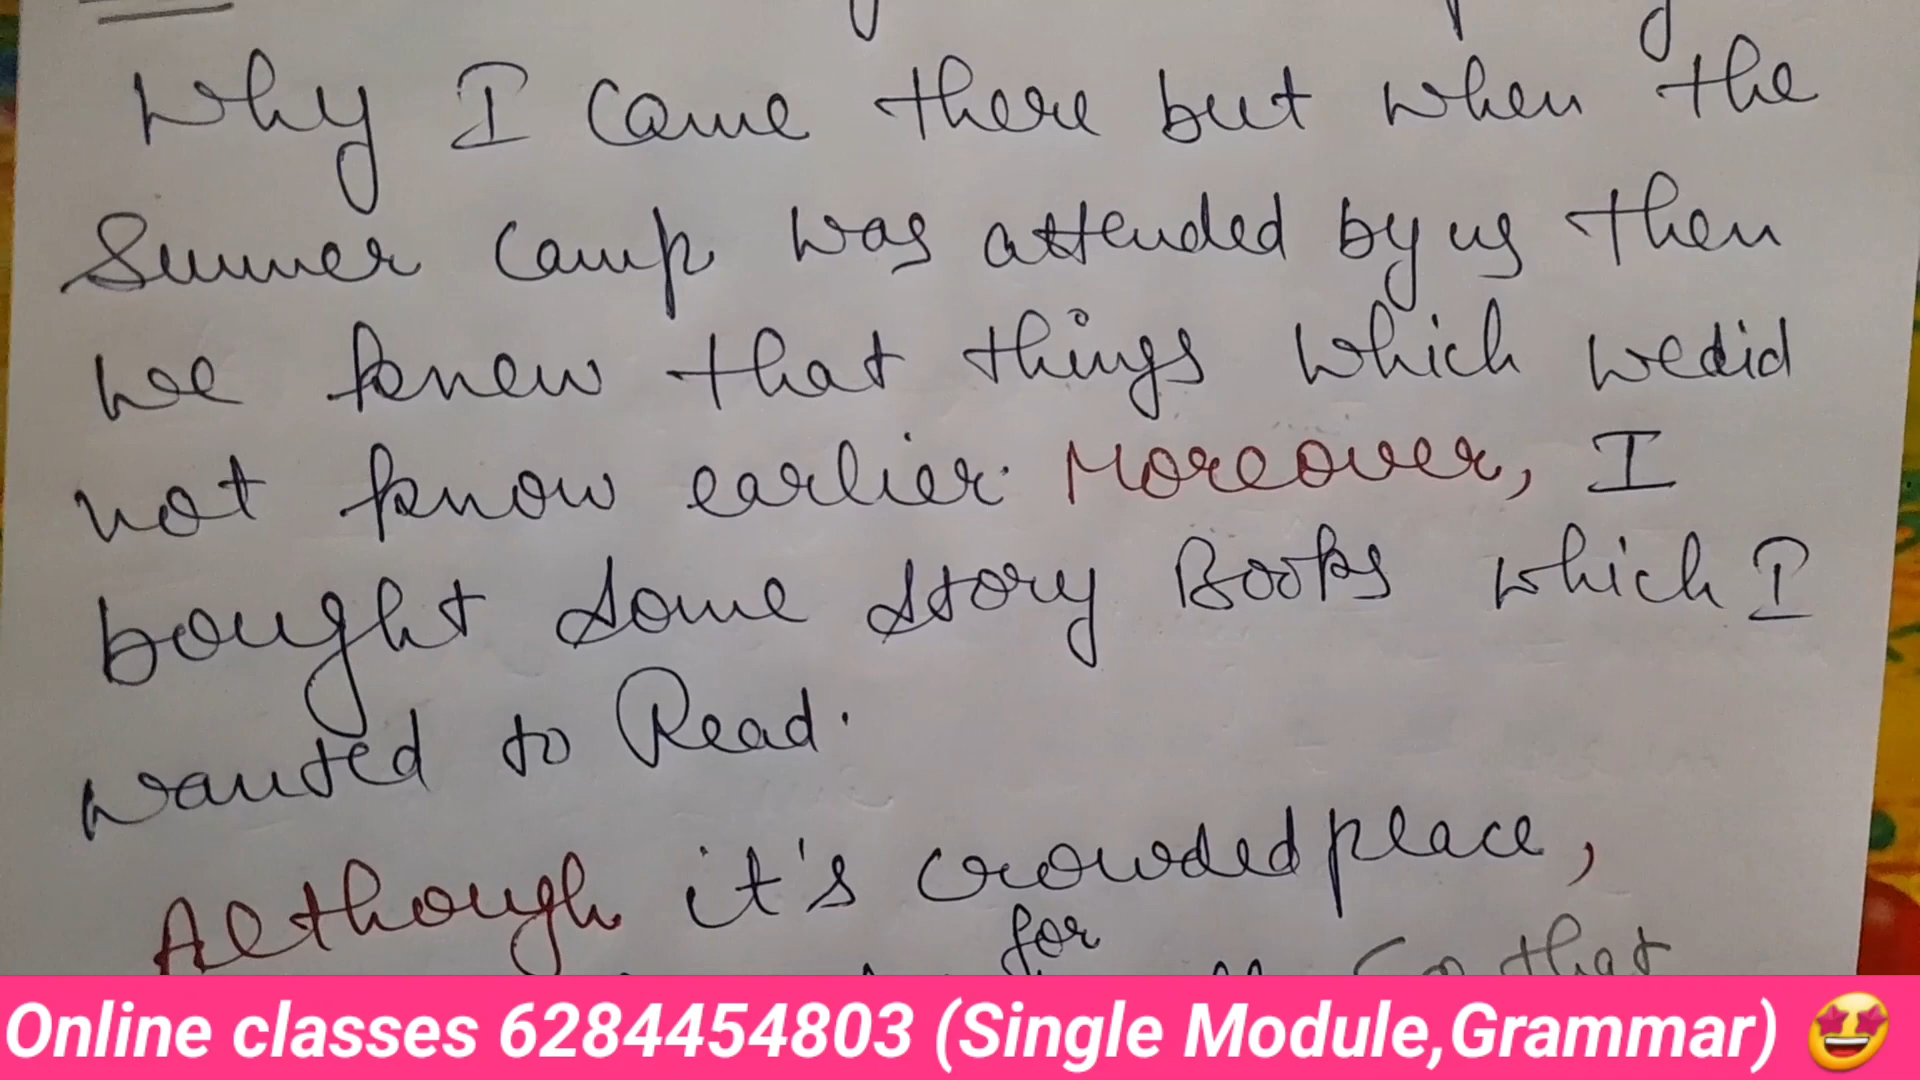 Why I came there but when the
Summer camp was attended by us then
we knew that things which we did
not know earlier. Moreover, I
bought some story Books which I
wanted to Read.
Although it's crowded place,
for so that
Online classes 6284454803 (Single Module,Grammar)